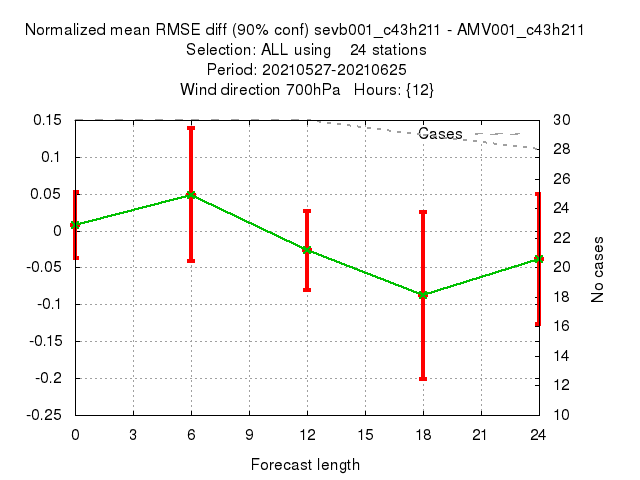 Normalized mean RMSE diff (90% conf) sevb001_c43h211 - AMV001_c43h211
Selection: ALL using 24 stations
Period: 20210527-20210625
Wind direction 700hPa Hours: {12}
0.15
0.1
0.05
0
-0.05
-0.1
-0.15
-0.2
-0.25
Cases
30
28
26
24
22
20
18
16
14
12
10
No cases
0 3 6 9 12 15 18 21 24
Forecast length